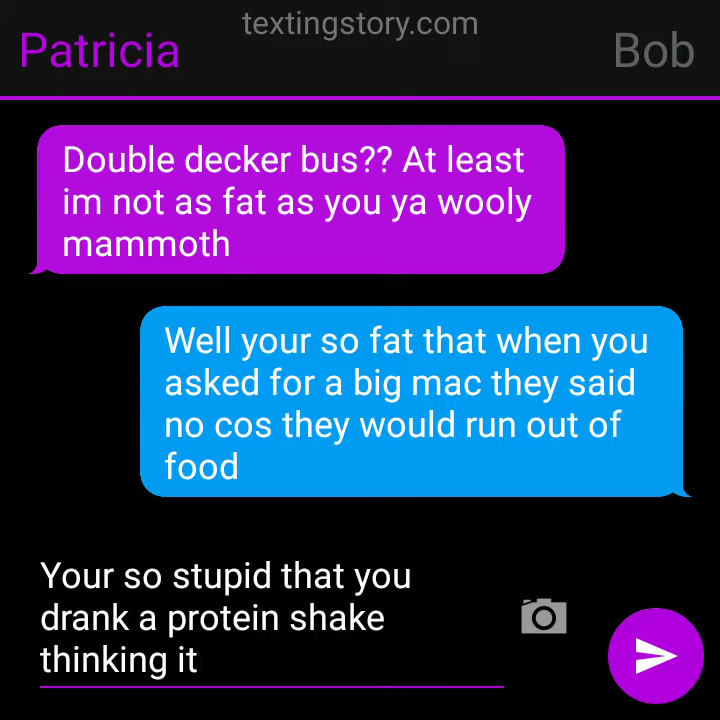 textingstory.com
Patricia
Bob
Double decker bus?? At least
im not as fat as you ya wooly
mammoth
Well your so fat that when you
asked for a big mac they said
no cos they would run out of
food
Your so stupid that you
drank a protein shake
thinking it